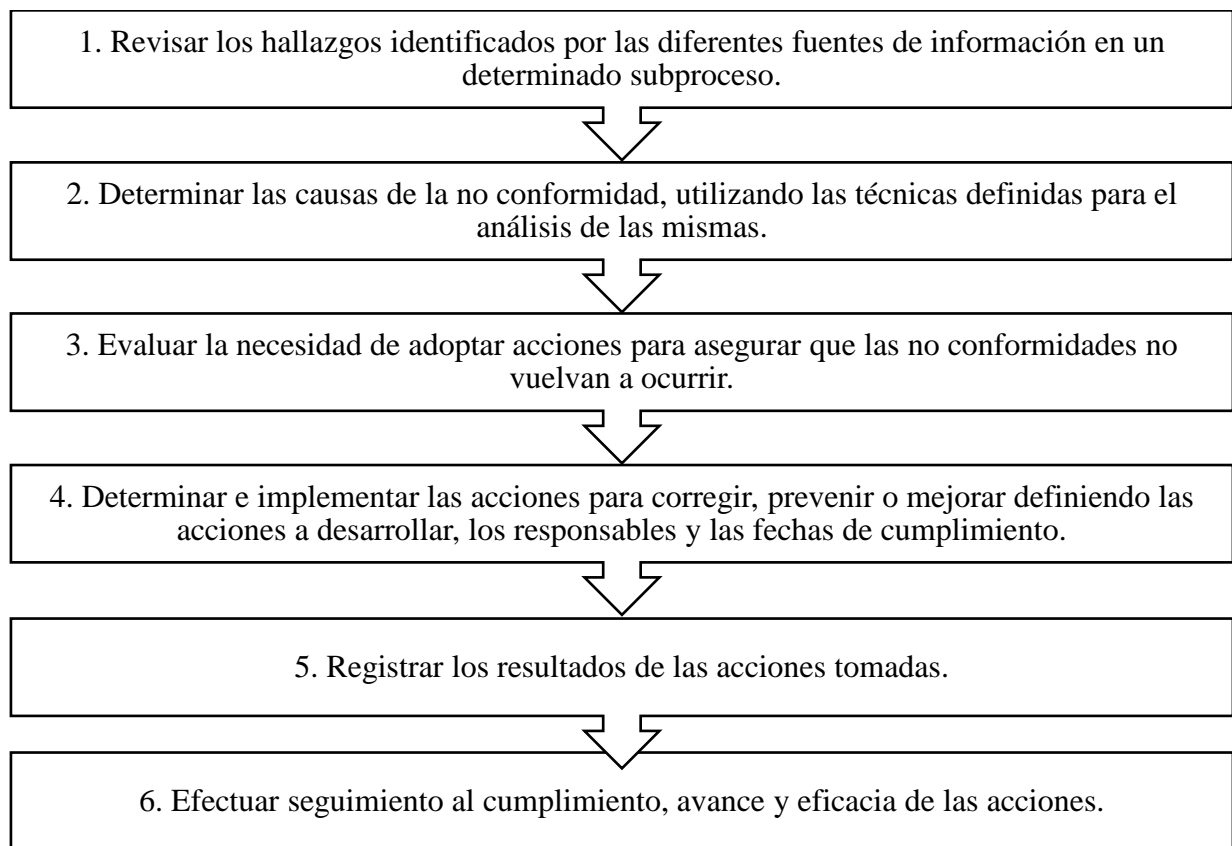 1. Revisar los hallazgos identificados por las diferentes fuentes de información en un
determinado subproceso.
2. Determinar las causas de la no conformidad, utilizando las técnicas definidas para el
análisis de las mismas.
3. Evaluar la necesidad de adoptar acciones para asegurar que las no conformidades no
vuelvan a ocurrir.
4. Determinar e implementar las acciones para corregir, prevenir o mejorar definiendo las
acciones a desarrollar, los responsables y las fechas de cumplimiento.
5. Registrar los resultados de las acciones tomadas.
6. Efectuar seguimiento al cumplimiento, avance y eficacia de las acciones.